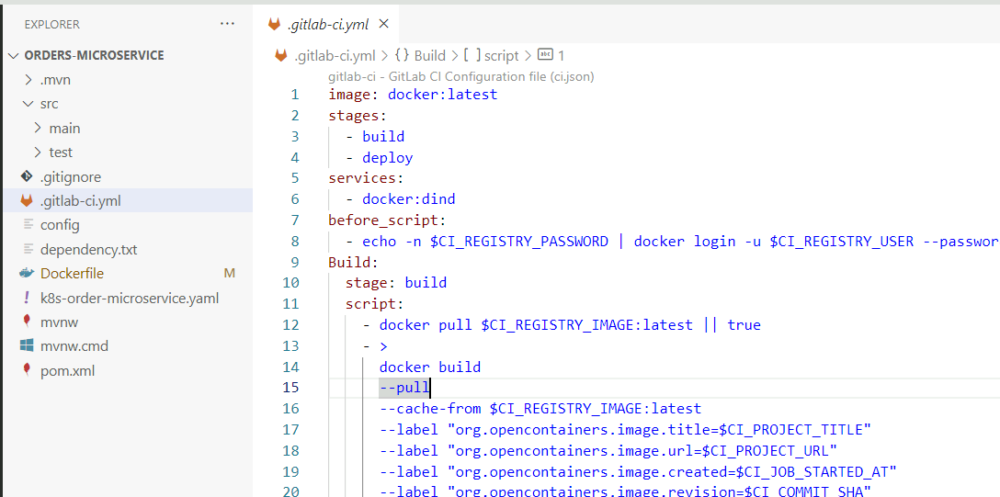 EXPLORER ...
ORDERS-MICROSERVICE
.mvn
src
main
test
.gitignore
.gitlab-ci.yml
config
dependency.txt
Dockerfile M
! k8s-order-microservice.yaml
mvnw
mvnw.cmd
pom.xml
.gitlab-ci.yml ×
.gitlab-ci.yml > {} Build > [ ] script > abc 1
gitlab-ci - GitLab CI Configuration file (ci.json)
1 image: docker:latest
2 stages:
3 - build
4 - deploy
5 services:
6 - docker:dind
7 before_script:
8 - echo -n $CI_REGISTRY_PASSWORD | docker login -u $CI_REGISTRY_USER --passwor
9 Build:
10 stage: build
11 script:
12 - docker pull $CI_REGISTRY_IMAGE:latest || true
13 - >
14 docker build
15 --pull
16 --cache-from $CI_REGISTRY_IMAGE:latest
17 --label "org.opencontainers.image.title=$CI_PROJECT_TITLE"
18 --label "org.opencontainers.image.url=$CI_PROJECT_URL"
19 --label "org.opencontainers.image.created=$CI_JOB_STARTED_AT"
20 --label "org.opencontainers.image.revision=$CI_COMMIT_SHA"